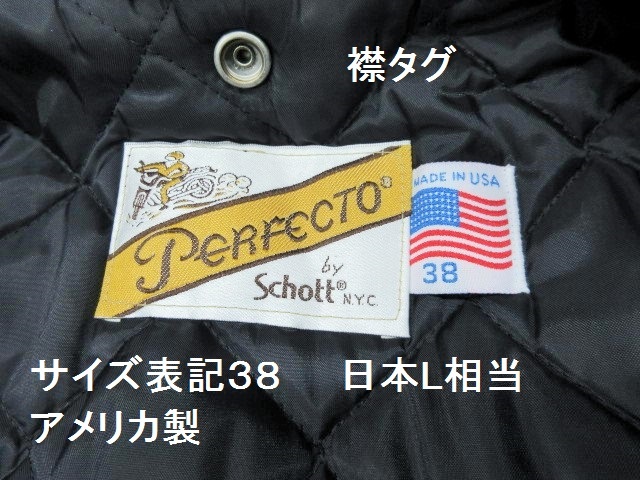 襟タグ
PERFECTO®
by
Schott® N.Y.C.
MADE IN USA
38
サイズ表記38 日本L相当
アメリカ製